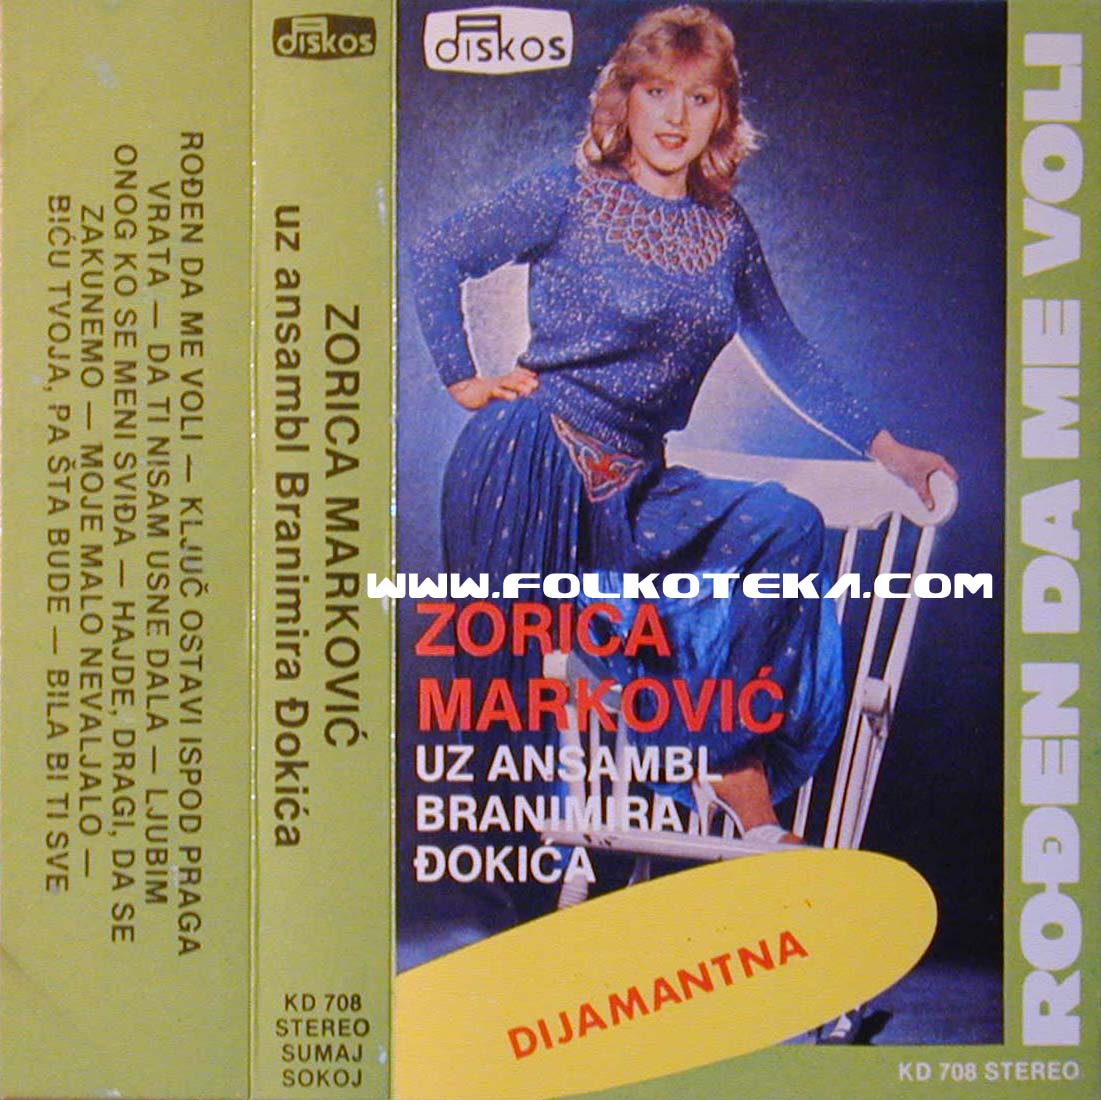 ROĐEN DA ME VOLI — KLJUČ OSTAVI ISPOD PRAGA
VRATA — DA TI NISAM USNE DALA — LJUBIM
ONOG KO SE MENI SVIĐA — HAJDE, DRAGI, DA SE
ZAKUNEMO — MOJE MALO NEVALJALO —
BIĆU TVOJA, PA ŠTA BUDE — BILA BI TI SVE
diskos
ZORICA MARKOVIĆ
uz ansambl Branimira Đokića
KD 708
STEREO
SUMAJ
SOKOJ
diskos
WWW.FOLKOTEKA.COM
ZORICA
MARKOVIĆ
UZ ANSAMBL
BRANIMIRA
ĐOKIĆA
DIJAMANTNA
ROĐEN DA ME VOLI
KD 708 STEREO